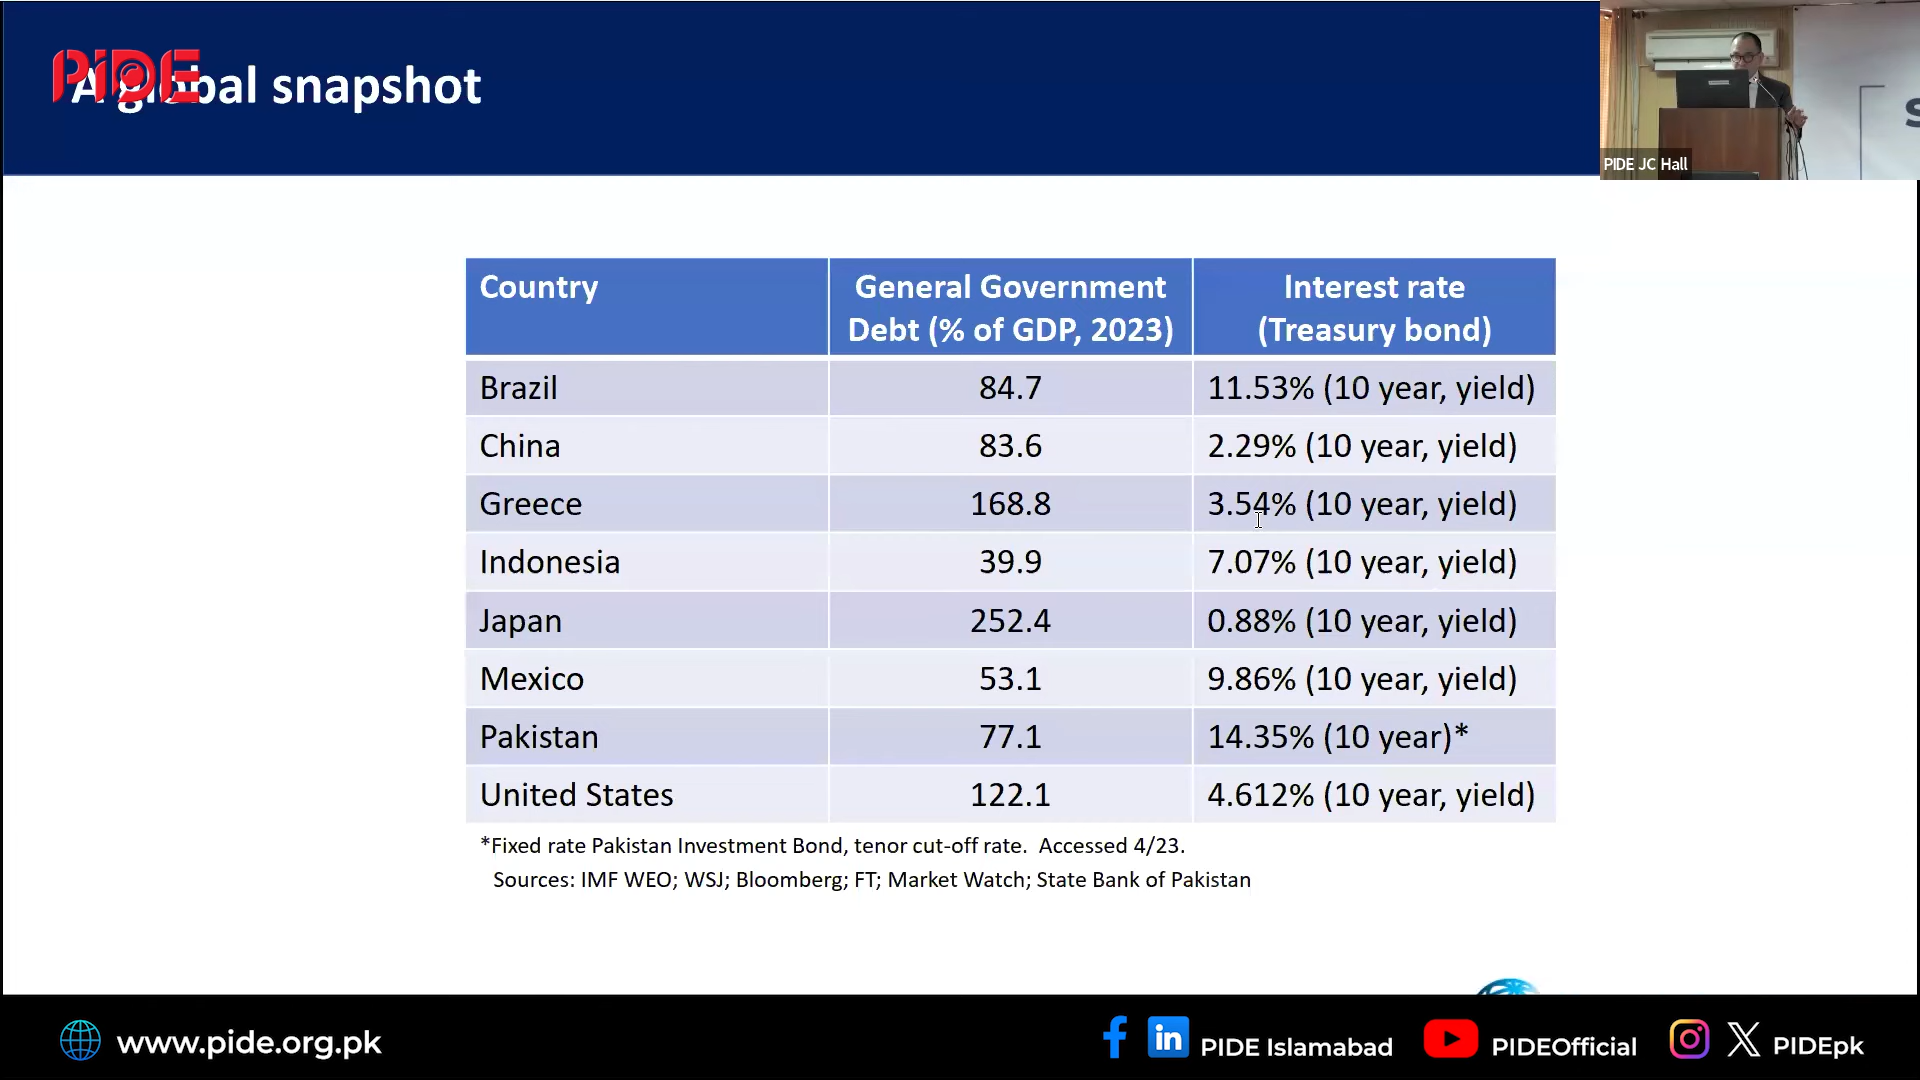 PIDE
A global snapshot
PIDE JC Hall
S
Country
General Government
Debt (% of GDP, 2023)
Interest rate
(Treasury bond)
Brazil 84.7 11.53% (10 year, yield)
China 83.6 2.29% (10 year, yield)
Greece 168.8 3.54% (10 year, yield)
Indonesia 39.9 7.07% (10 year, yield)
Japan 252.4 0.88% (10 year, yield)
Mexico 53.1 9.86% (10 year, yield)
Pakistan 77.1 14.35% (10 year)*
United States 122.1 4.612% (10 year, yield)
*Fixed rate Pakistan Investment Bond, tenor cut-off rate. Accessed 4/23.
Sources: IMF WEO; WSJ; Bloomberg; FT; Market Watch; State Bank of Pakistan
www.pide.org.pk
PIDE Islamabad
PIDEOfficial
PIDEpk